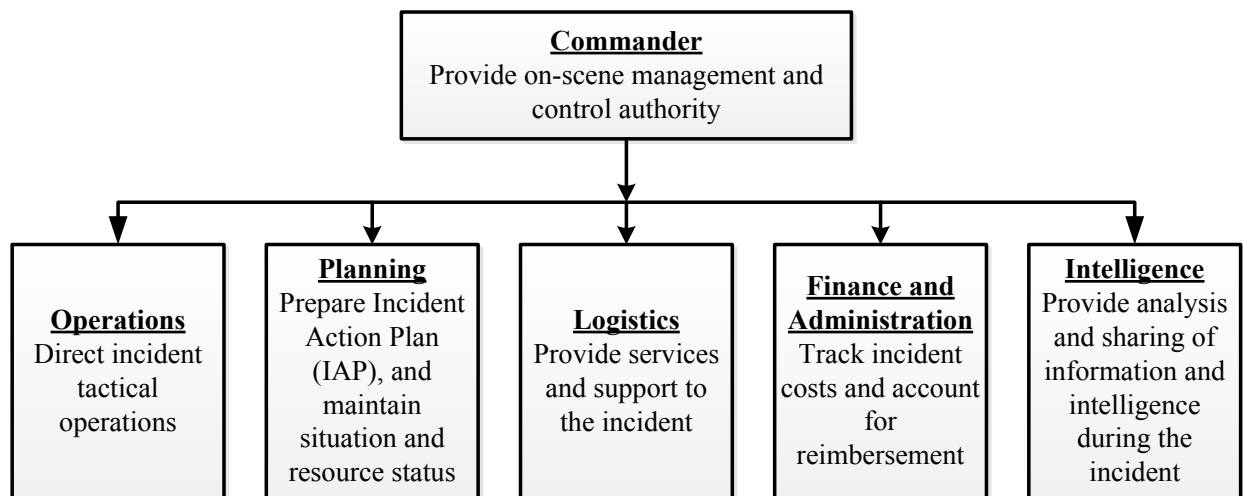 Commander
Provide on-scene management and
control authority
Operations
Direct incident
tactical
operations
Planning
Prepare Incident
Action Plan
(IAP), and
maintain
situation and
resource status
Logistics
Provide services
and support to
the incident
Finance and
Administration
Track incident
costs and account
for
reimbersement
Intelligence
Provide analysis
and sharing of
information and
intelligence
during the
incident